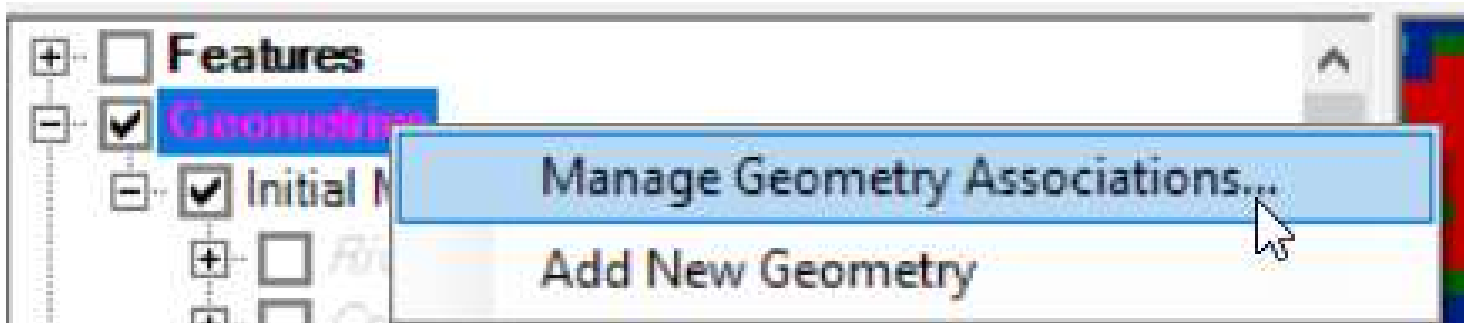 Features
Geometries
Initial
Manage Geometry Associations...
Add New Geometry